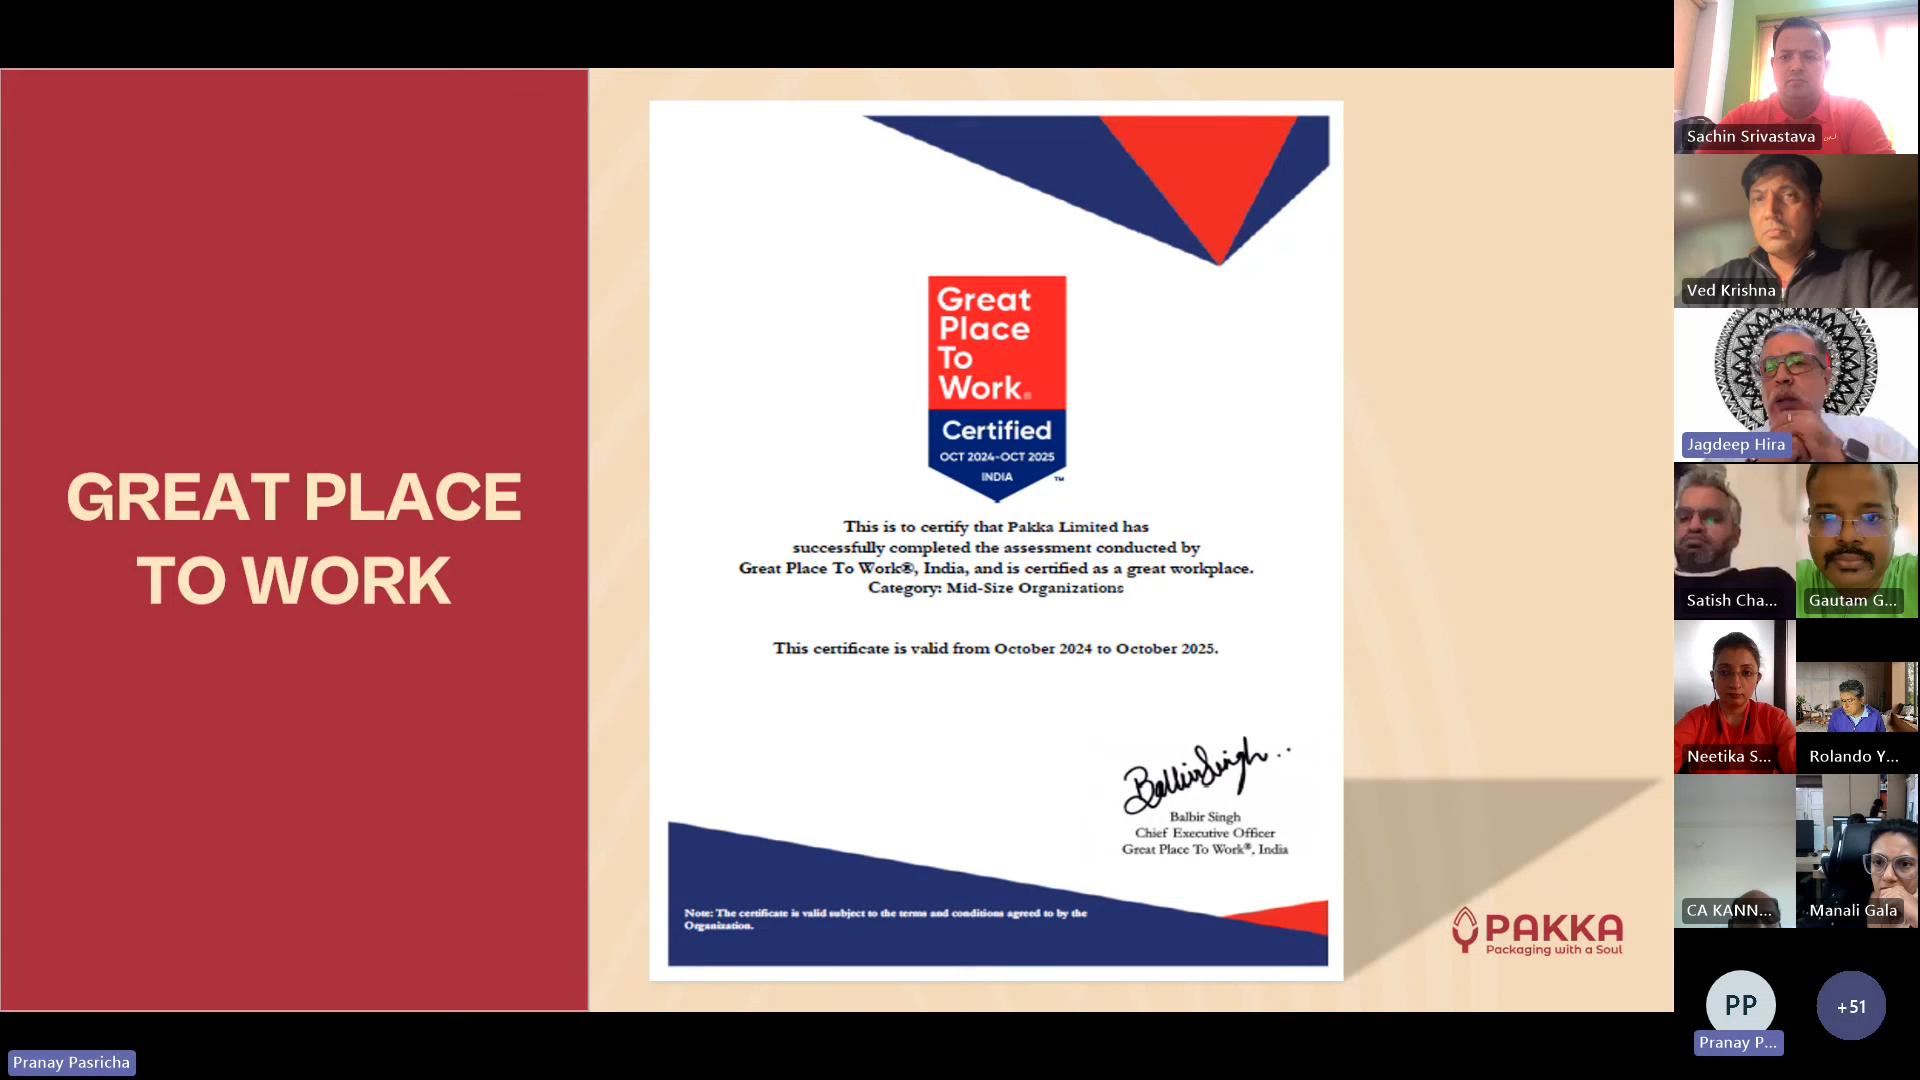 GREAT PLACE
TO WORK
Great
Place
To
Work®
Certified
OCT 2024-OCT 2025
INDIA
™
This is to certify that Pakka Limited has
successfully completed the assessment conducted by
Great Place To Work®, India, and is certified as a great workplace.
Category: Mid-Size Organizations
This certificate is valid from October 2024 to October 2025.
Balbir Singh
Balbir Singh
Chief Executive Officer
Great Place To Work®, India
Note: The certificate is valid subject to the terms and conditions agreed to by the
Organization.
PAKKA
Packaging with a Soul
Pranay Pasricha
Sachin Srivastava
Ved Krishna
Jagdeep Hira
Satish Cha...
Gautam G...
Neetika S...
Rolando Y...
CA KANN...
Manali Gala
PP
Pranay P...
+51